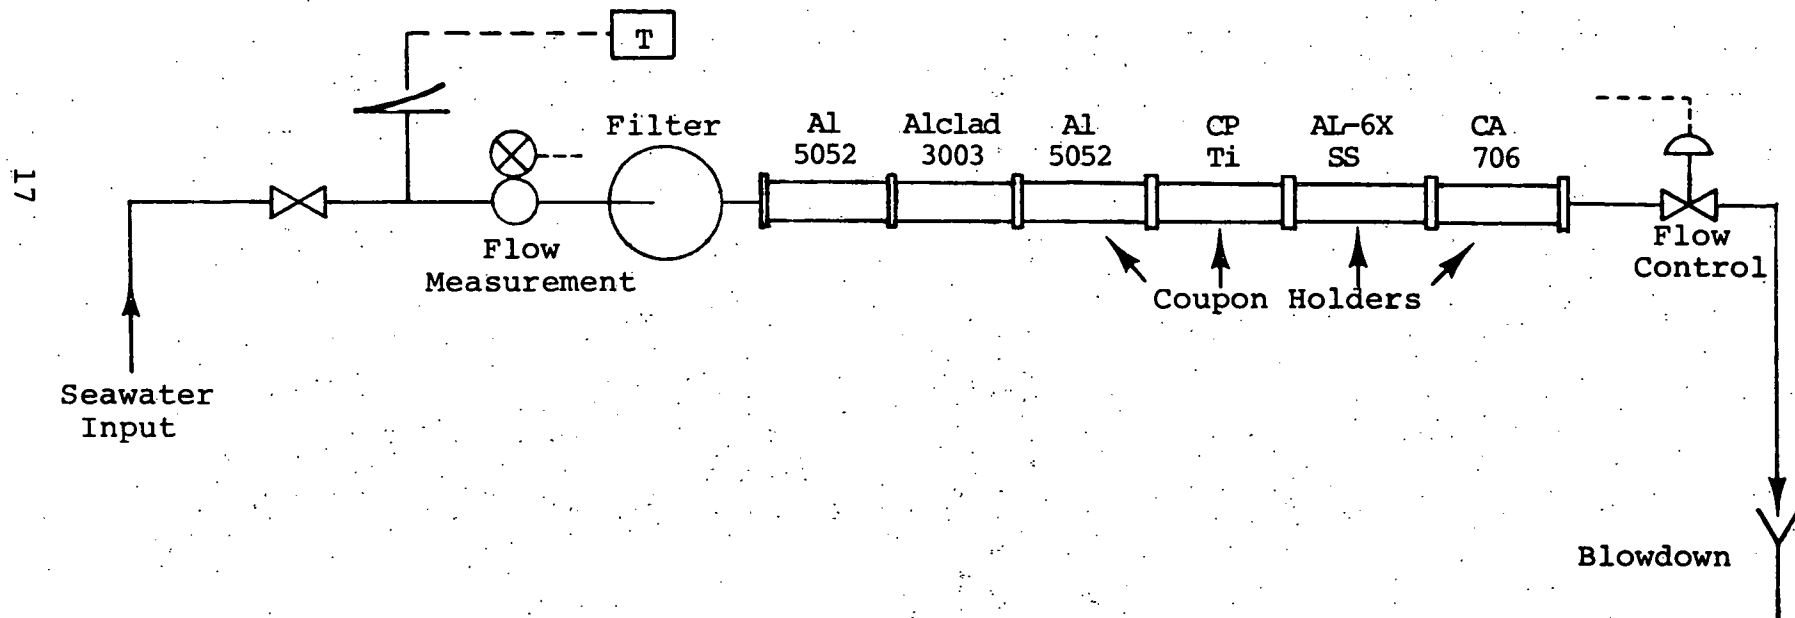 T
Filter
Al
5052
Alclad
3003
Al
5052
CP
Ti
AL-6X
SS
CA
706
17
Flow
Measurement
Flow
Control
Coupon Holders
Seawater
Input
Blowdown